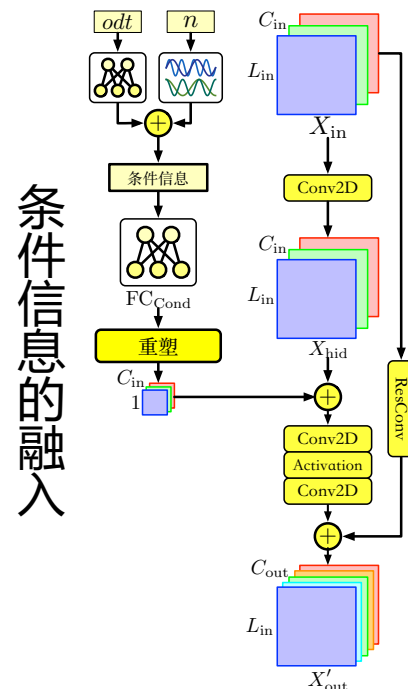 条件信息的融入
odt
n
+
条件信息
FC_Cond
重塑
C_in
1
C_in
L_in
X_in
Conv2D
C_in
L_in
X_hid
+
Conv2D
Activation
Conv2D
ResConv
+
C_out
L_in
X'_out